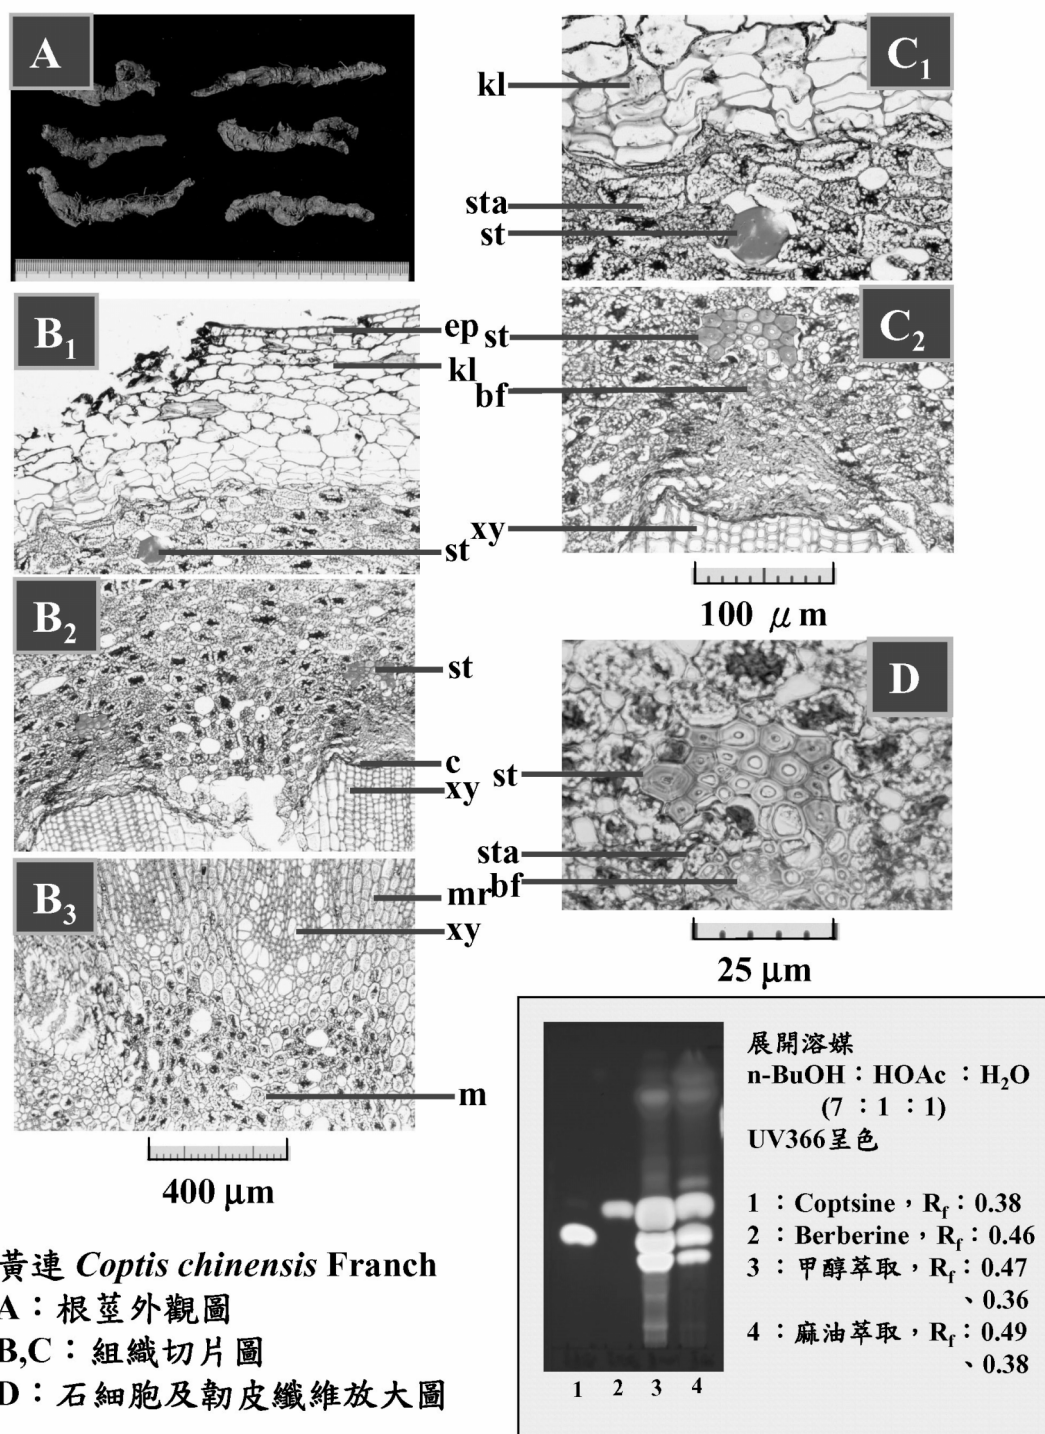 A
C1
kl
sta
st
B1
ep
kl
st
C2
st
bf
xy
100 μm
B2
st
c
xy
D
st
sta
bf
25 μm
B3
mr
xy
m
400 μm
展開溶媒
n-BuOH：HOAc：H2O
(7：1：1)
UV366呈色
1：Coptsine，Rf：0.38
2：Berberine，Rf：0.46
3：甲醇萃取，Rf：0.47
、0.36
4：麻油萃取，Rf：0.49
、0.38
1 2 3 4
黃連 Coptis chinensis Franch
A：根莖外觀圖
B,C：組織切片圖
D：石細胞及韌皮纖維放大圖